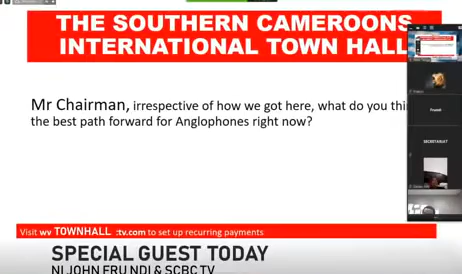 THE SOUTHERN CAMEROONS
INTERNATIONAL TOWN HALL
Mr Chairman, irrespective of how we got here, what do you thin
the best path forward for Anglophones right now?
SECRETARIAT
Visit wv TOWNHALL :tv.com to set up recurring payments
SPECIAL GUEST TODAY
NI JOHN FRU NDI & SCBC TV